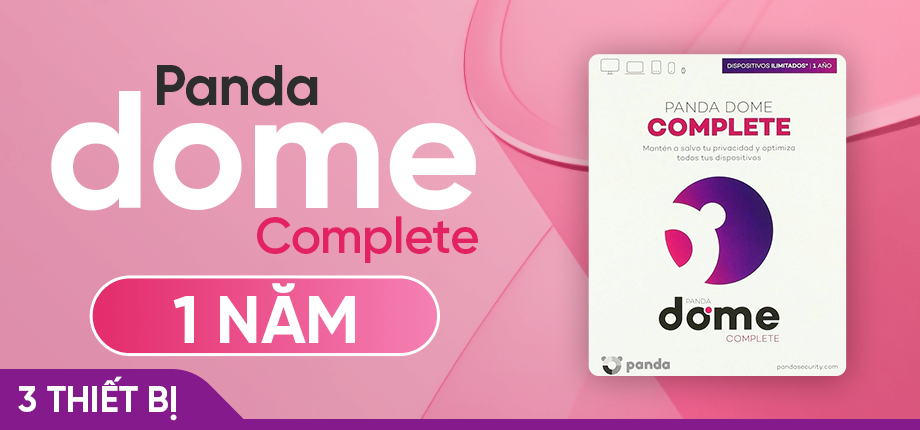 Panda
dome
Complete
1 NĂM
3 THIẾT BỊ
DISPOSITIVOS ILIMITADOS* | 1 AÑO
PANDA DOME
COMPLETE
Mantén a salvo tu privacidad y optimiza
todos tus dispositivos
PANDA
dome
COMPLETE
panda
pandasecurity.com